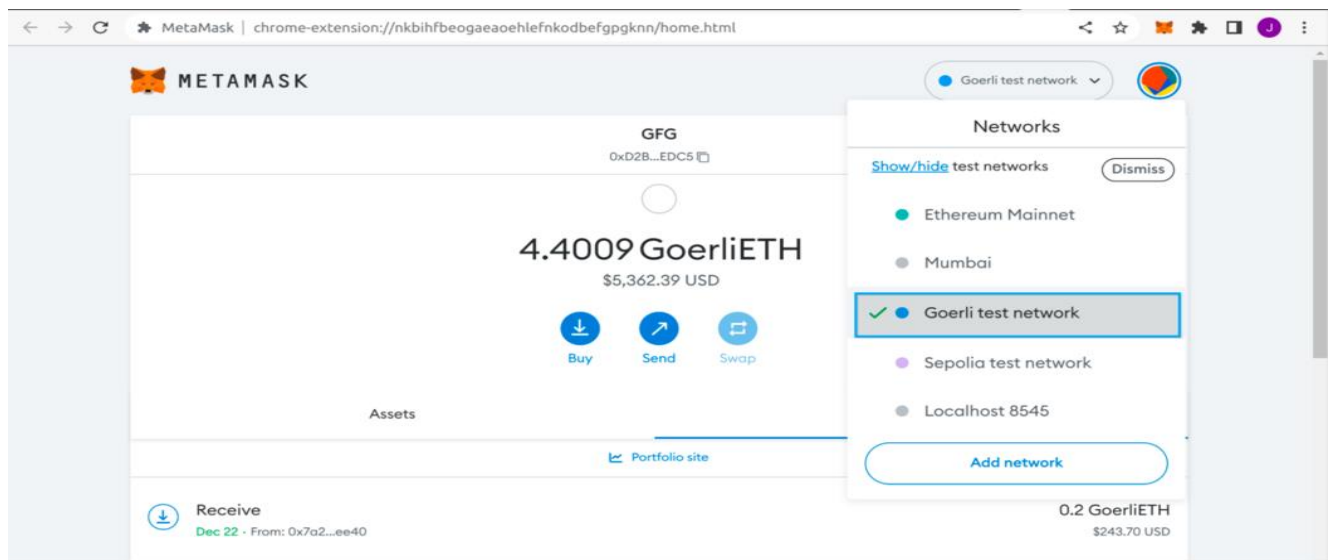 MetaMask | chrome-extension://nkbihfbeogaeaoehlefnkodbefgpgknn/home.html
J
METAMASK
Goerli test network
GFG
0xD2B...EDC5
4.4009 GoerliETH
$5,362.39 USD
Buy
Send
Swap
Assets
Portfolio site
Receive
Dec 22 · From: 0x7a2...ee40
0.2 GoerliETH
$243.70 USD
Networks
Show/hide test networks
Dismiss
Ethereum Mainnet
Mumbai
Goerli test network
Sepolia test network
Localhost 8545
Add network